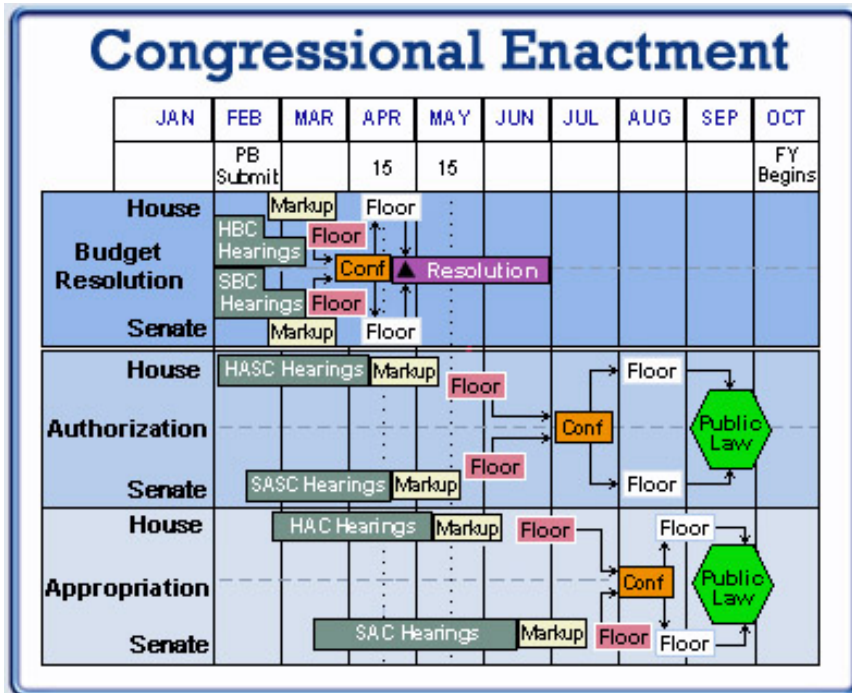 Congressional Enactment
JAN FEB MAR APR MAY JUN JUL AUG SEP OCT
PB
Submit
15
15
FY
Begins
House
Budget
Resolution
Senate
Markup
Floor
HBC
Hearings
Floor
Conf
Resolution
SBC
Hearings
Floor
Markup
Floor
House
Authorization
Senate
HASC Hearings
Markup
Floor
Floor
Conf
Public
Law
Floor
SASC Hearings
Markup
Floor
House
Appropriation
Senate
HAC Hearings
Markup
Floor
Floor
Conf
Public
Law
SAC Hearings
Markup
Floor
Floor